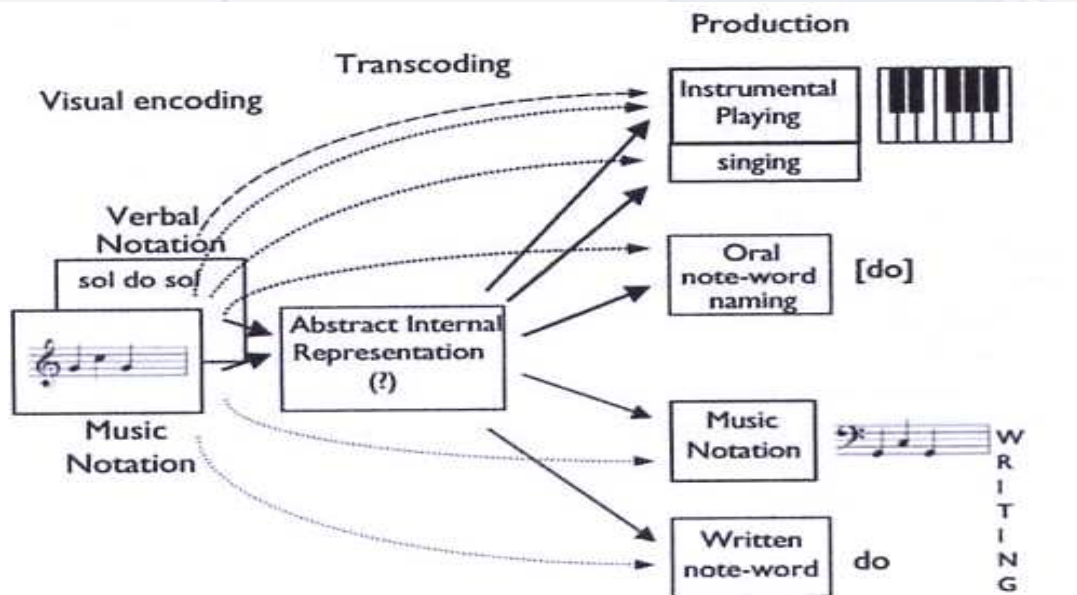 Production
Transcoding
Visual encoding
Instrumental
Playing
singing
Verbal
Notation
sol do sol
Oral
note-word
naming
[do]
Abstract Internal
Representation
(?)
Music
Notation
Music
Notation
WRITING
Written
note-word
do